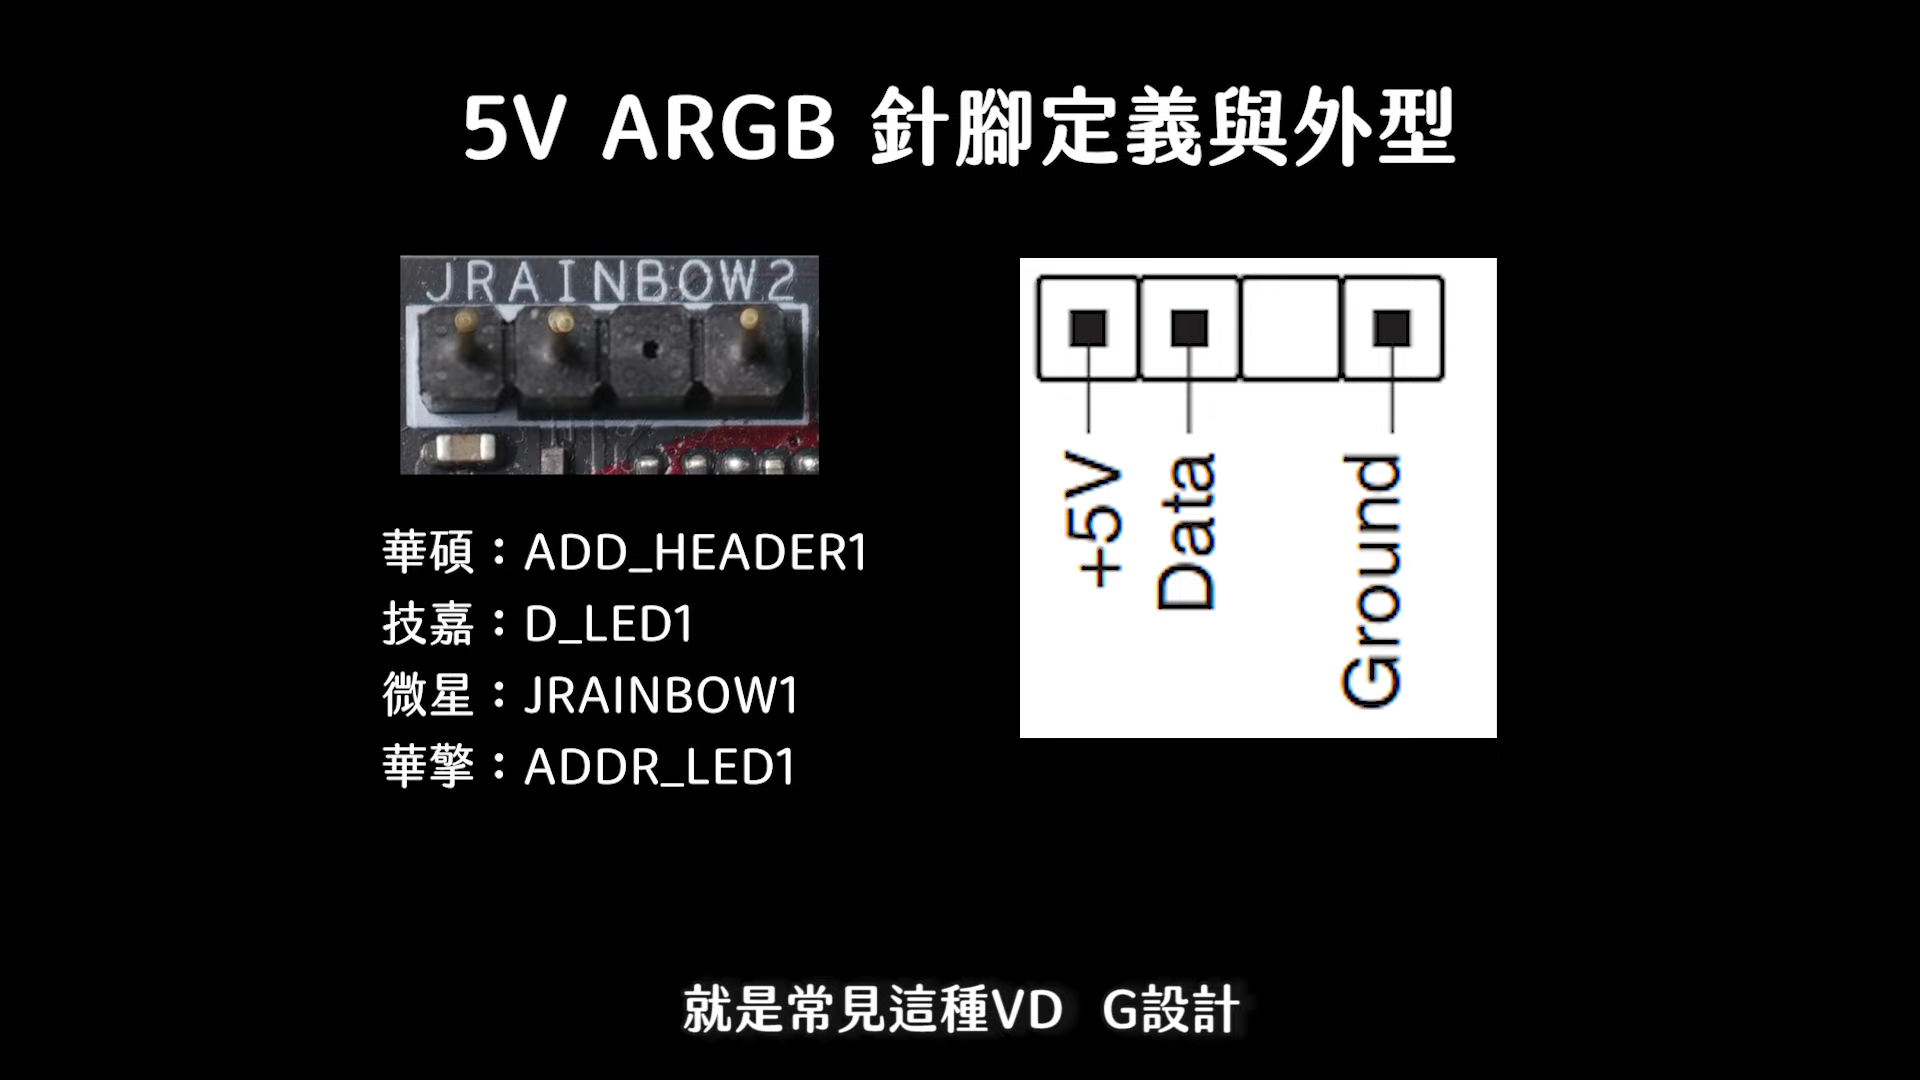 5V ARGB 針腳定義與外型
JRAINBOW2
華碩：ADD_HEADER1
技嘉：D_LED1
微星：JRAINBOW1
華擎：ADDR_LED1
+5V
Data
Ground
就是常見這種VD G設計